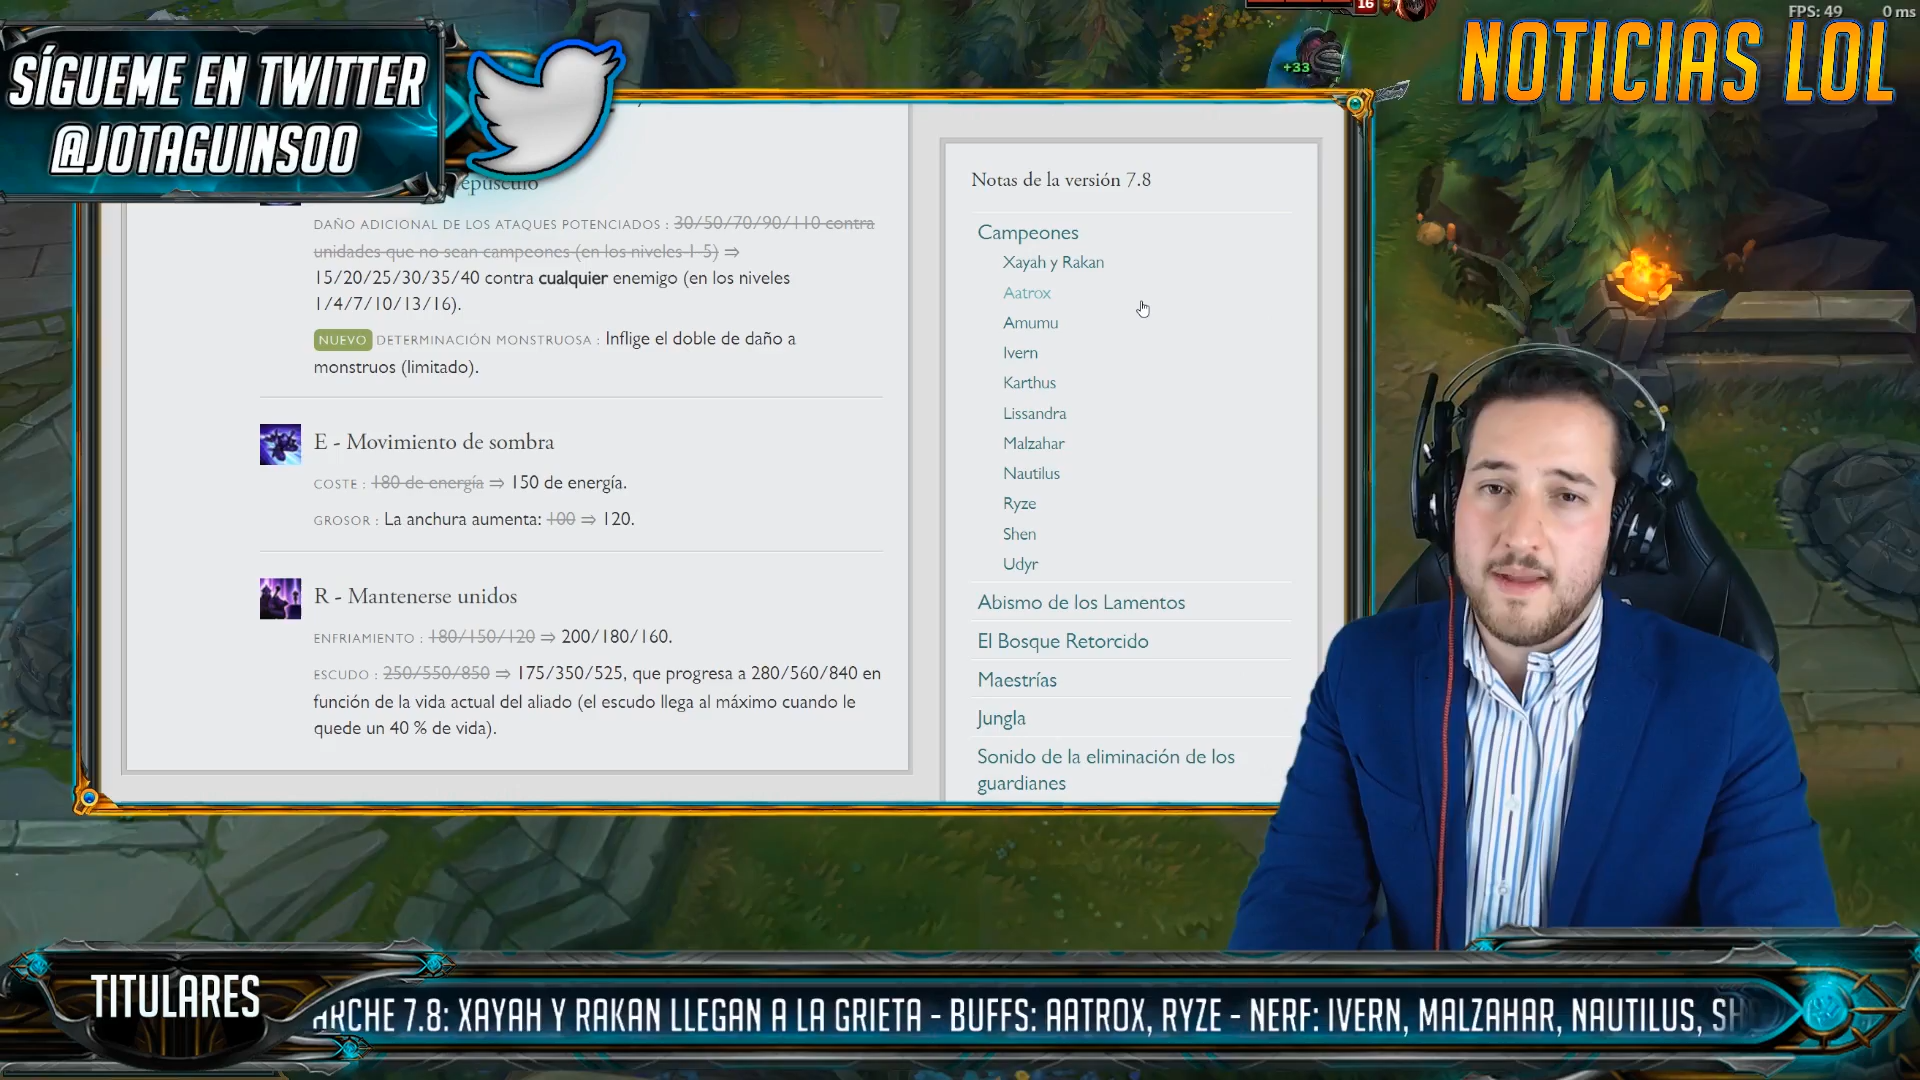 16
FPS: 49 0 ms
+33
SÍGUEME EN TWITTER
@JOTAGUINSOO
NOTICIAS LOL
épusculo
DAÑO ADICIONAL DE LOS ATAQUES POTENCIADOS : 30/50/70/90/110 contra
unidades que no sean campeones (en los niveles 1-5) ⇒
15/20/25/30/35/40 contra cualquier enemigo (en los niveles
1/4/7/10/13/16).
NUEVO DETERMINACIÓN MONSTRUOSA : Inflige el doble de daño a
monstruos (limitado).
E - Movimiento de sombra
COSTE : 180 de energía ⇒ 150 de energía.
GROSOR : La anchura aumenta: 100 ⇒ 120.
R - Mantenerse unidos
ENFRIAMIENTO : 180/150/120 ⇒ 200/180/160.
ESCUDO : 250/550/850 ⇒ 175/350/525, que progresa a 280/560/840 en
función de la vida actual del aliado (el escudo llega al máximo cuando le
quede un 40 % de vida).
Notas de la versión 7.8
Campeones
Xayah y Rakan
Aatrox
Amumu
Ivern
Karthus
Lissandra
Malzahar
Nautilus
Ryze
Shen
Udyr
Abismo de los Lamentos
El Bosque Retorcido
Maestrías
Jungla
Sonido de la eliminación de los
guardianes
TITULARES
ARCHE 7.8: XAYAH Y RAKAN LLEGAN A LA GRIETA - BUFFS: AATROX, RYZE - NERF: IVERN, MALZAHAR, NAUTILUS, SH